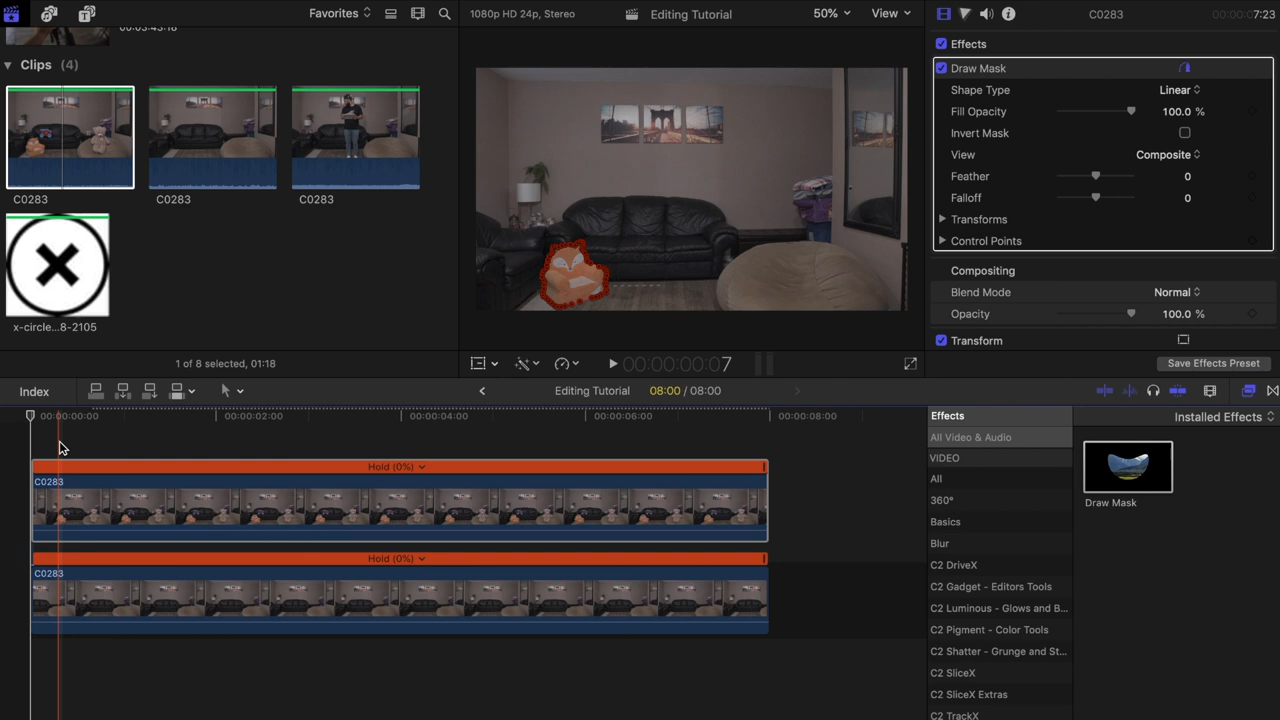 Favorites
1080p HD 24p, Stereo
Editing Tutorial
50%
View
C0283
7:23
Clips (4)
C0283
C0283
C0283
x-circle...8-2105
1 of 8 selected, 01:18
00:00:00:07
Effects
Draw Mask
Shape Type
Linear
Fill Opacity
100.0 %
Invert Mask
View
Composite
Feather
0
Falloff
0
Transforms
Control Points
Compositing
Blend Mode
Normal
Opacity
100.0 %
Transform
Save Effects Preset
Index
Editing Tutorial
08:00 / 08:00
00:00:00:00
00:00:02:00
00:00:04:00
00:00:06:00
00:00:08:00
Hold (0%)
C0283
Hold (0%)
C0283
Effects
Installed Effects
All Video & Audio
VIDEO
All
360°
Basics
Blur
C2 DriveX
C2 Gadget - Editors Tools
C2 Luminous - Glows and B...
C2 Pigment - Color Tools
C2 Shatter - Grunge and St...
C2 SliceX
C2 SliceX Extras
C2 TrackX
Draw Mask